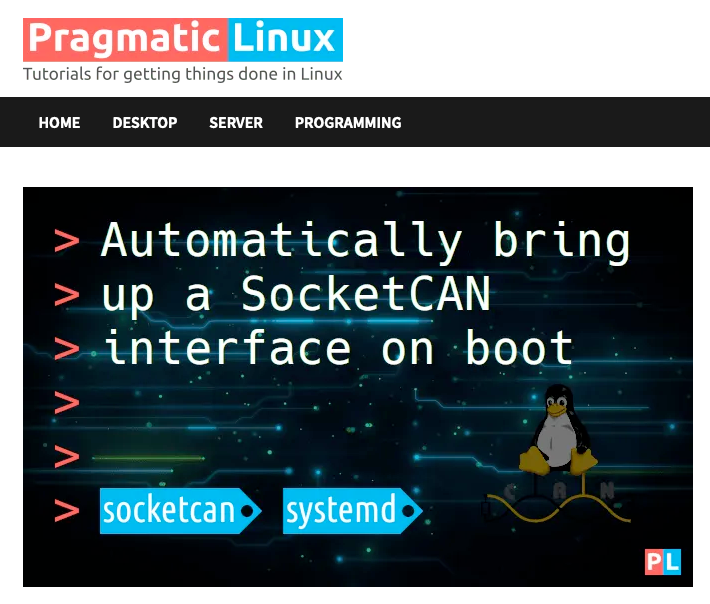 Pragmatic Linux
Tutorials for getting things done in Linux
HOME DESKTOP SERVER PROGRAMMING
> Automatically bring
> up a SocketCAN
> interface on boot
>
>
> socketcan systemd
C A N
PL